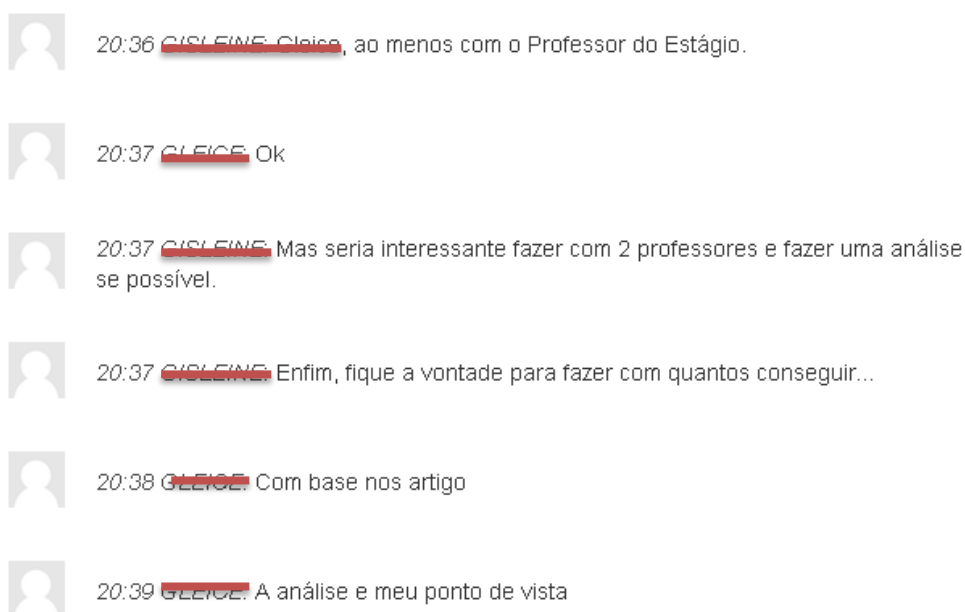 20:36 , ao menos com o Professor do Estágio.
20:37 Ok
20:37 Mas seria interessante fazer com 2 professores e fazer uma análise
se possível.
20:37 Enfim, fique a vontade para fazer com quantos conseguir...
20:38 Com base nos artigo
20:39 A análise e meu ponto de vista